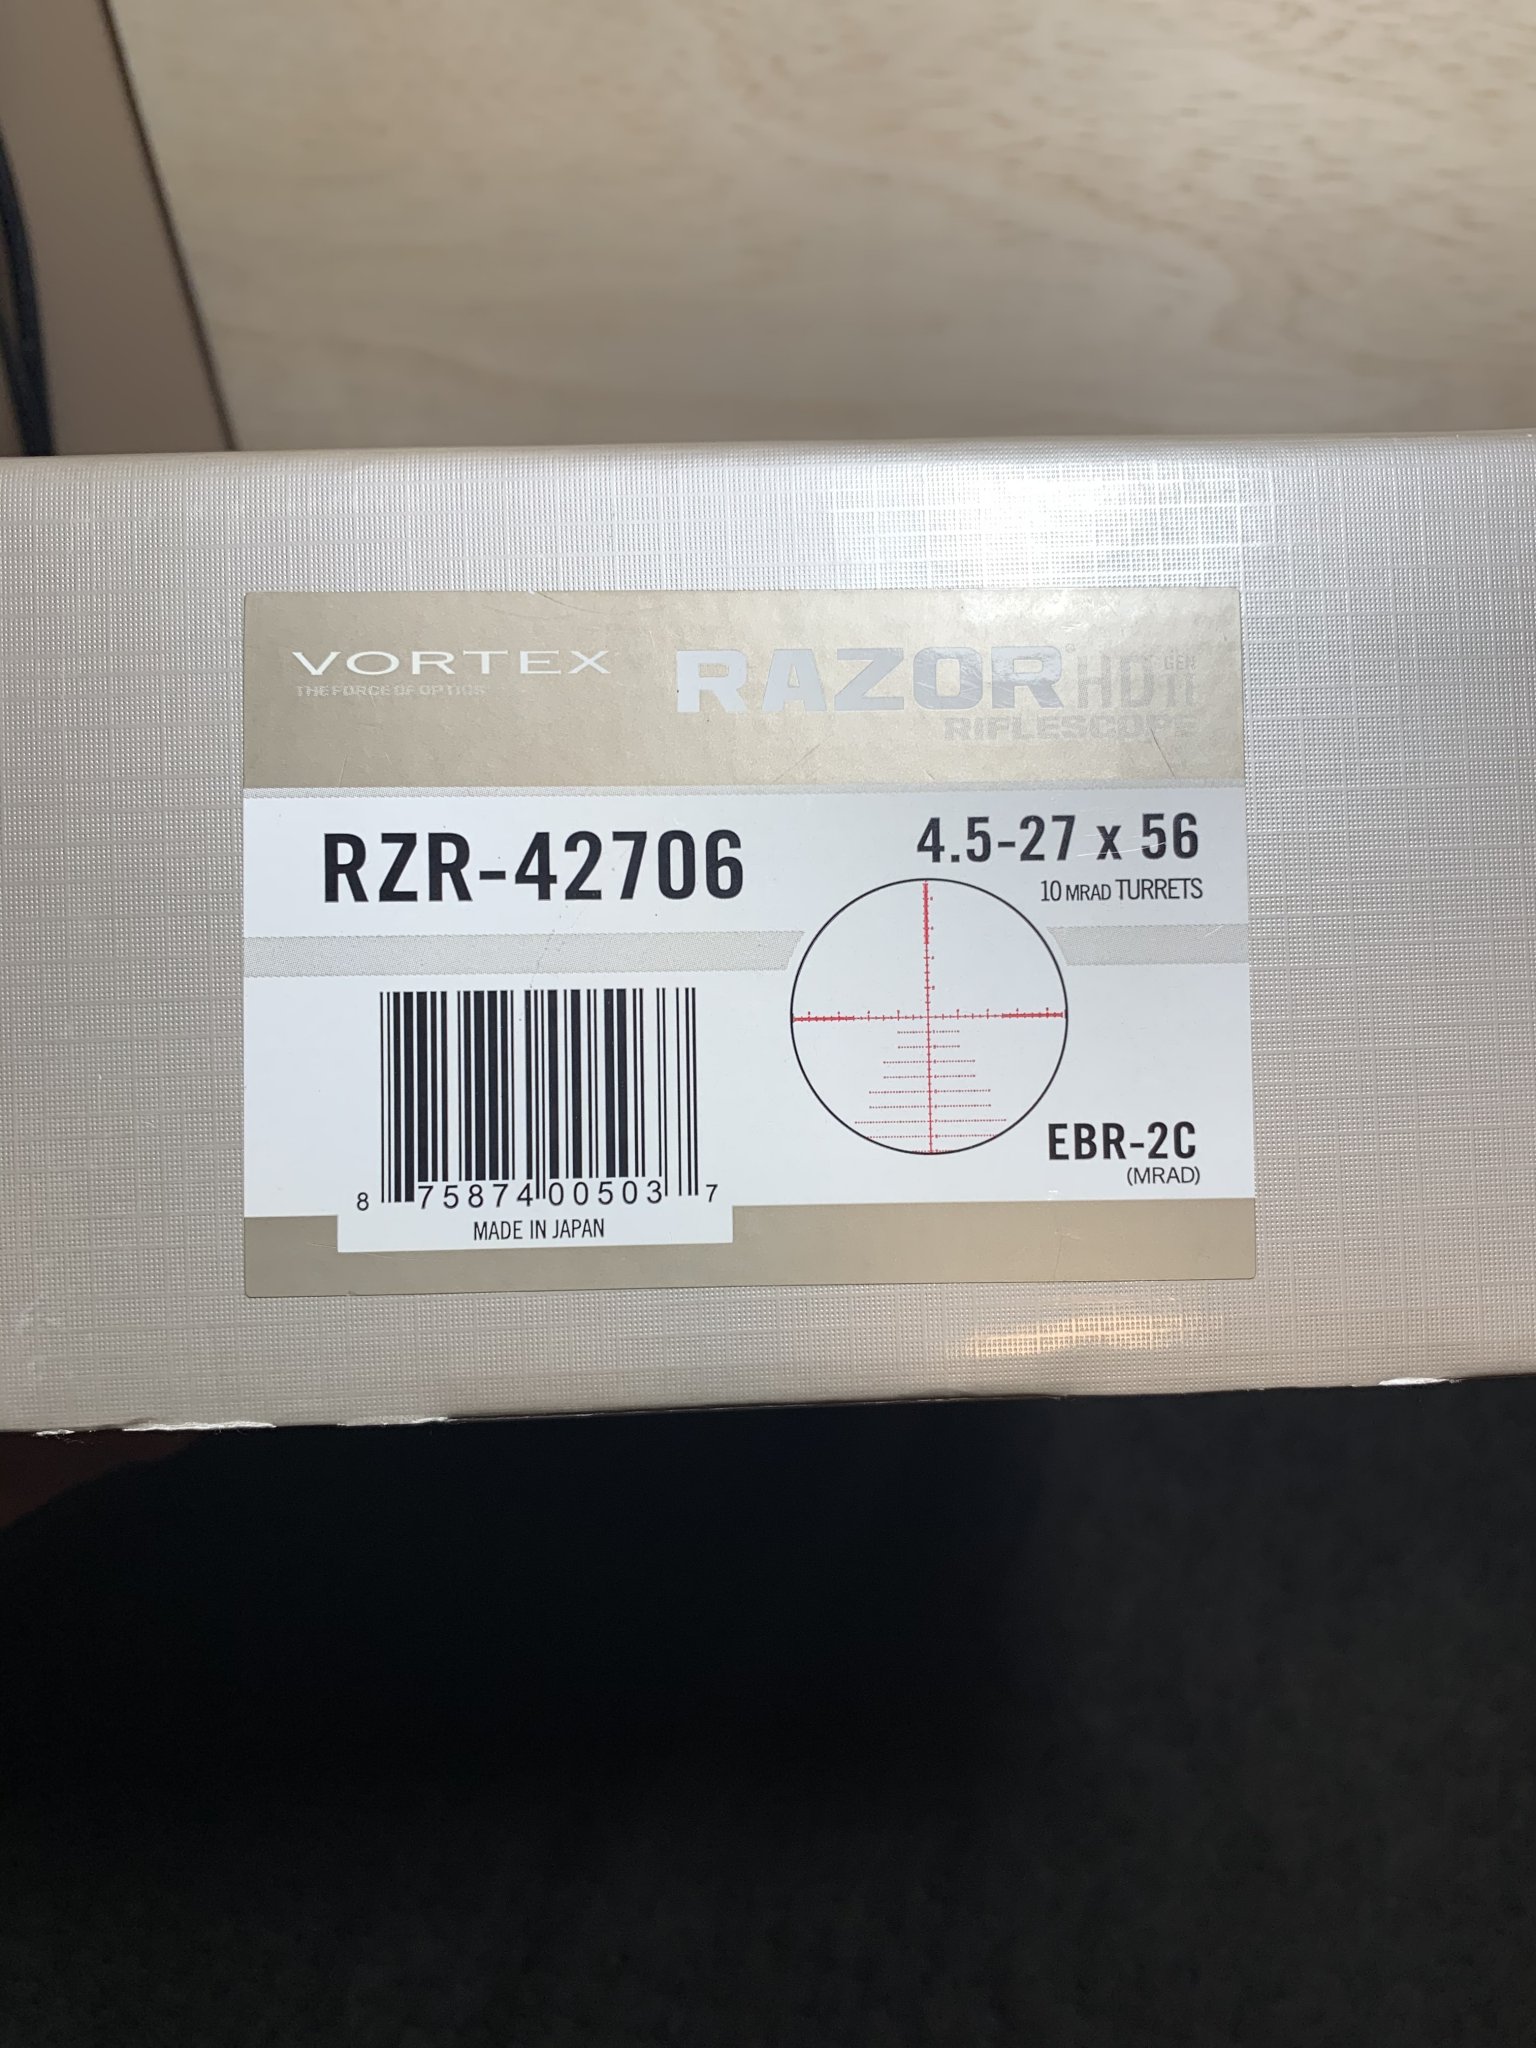 VORTEX
THE FORCE OF OPTICS
RAZOR® HD GEN II
RIFLESCOPE
RZR-42706
4.5-27 x 56
10 MRAD TURRETS
EBR-2C
(MRAD)
8 75874 00503 7
MADE IN JAPAN